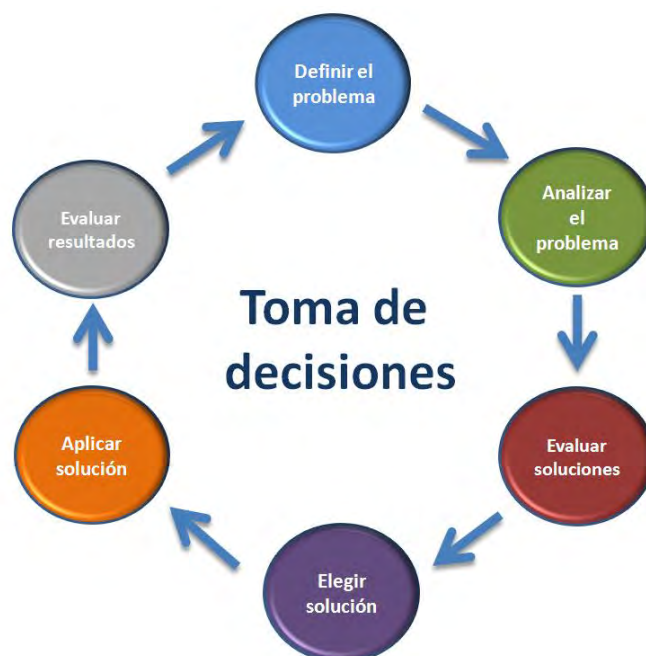 Definir el
problema
Analizar
el
problema
Evaluar
soluciones
Elegir
solución
Aplicar
solución
Evaluar
resultados
Toma de
decisiones